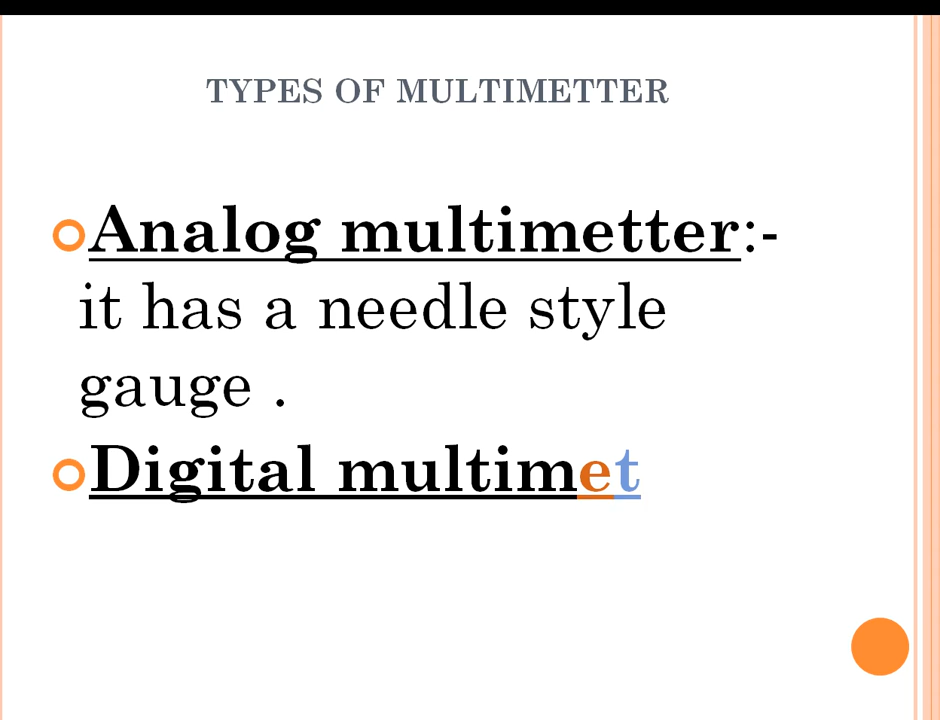 TYPES OF MULTIMETTER
Analog multimetter:-
it has a needle style
gauge .
Digital multimet